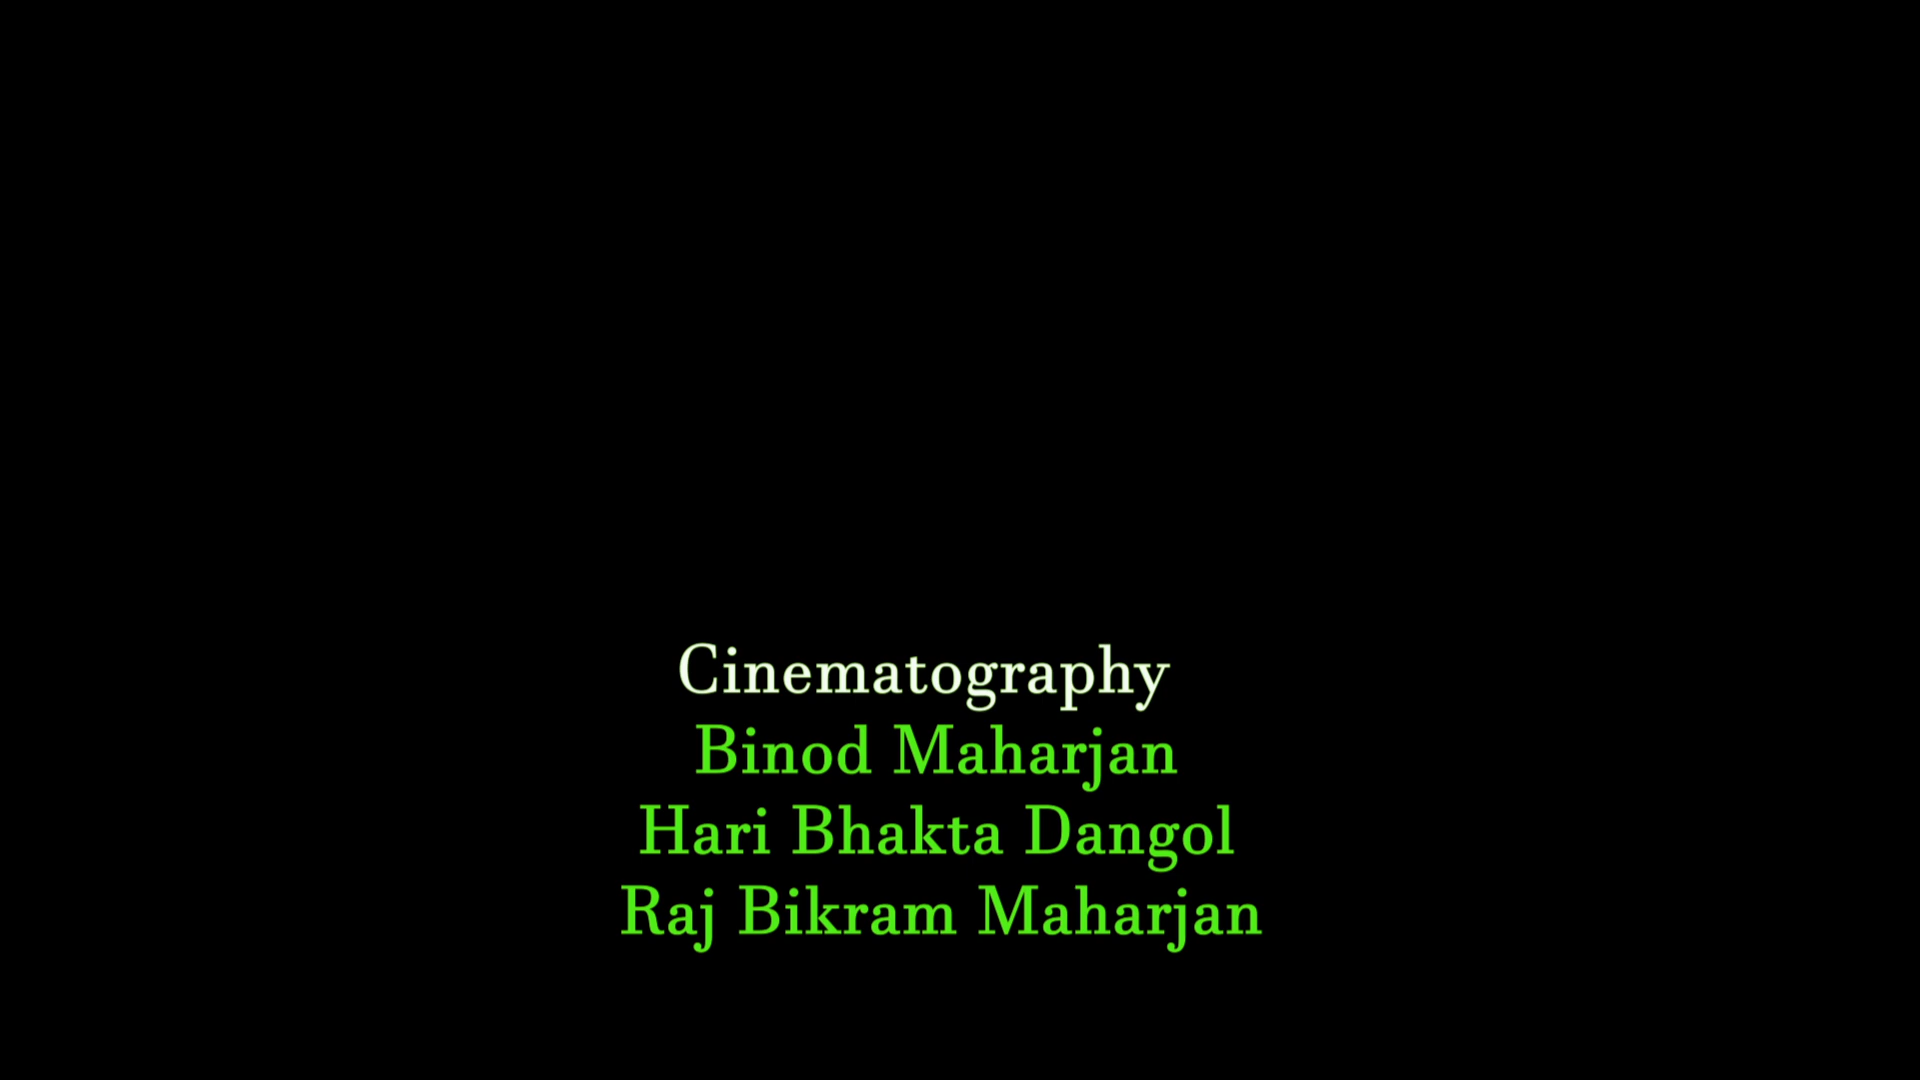 Cinematography
Binod Maharjan
Hari Bhakta Dangol
Raj Bikram Maharjan